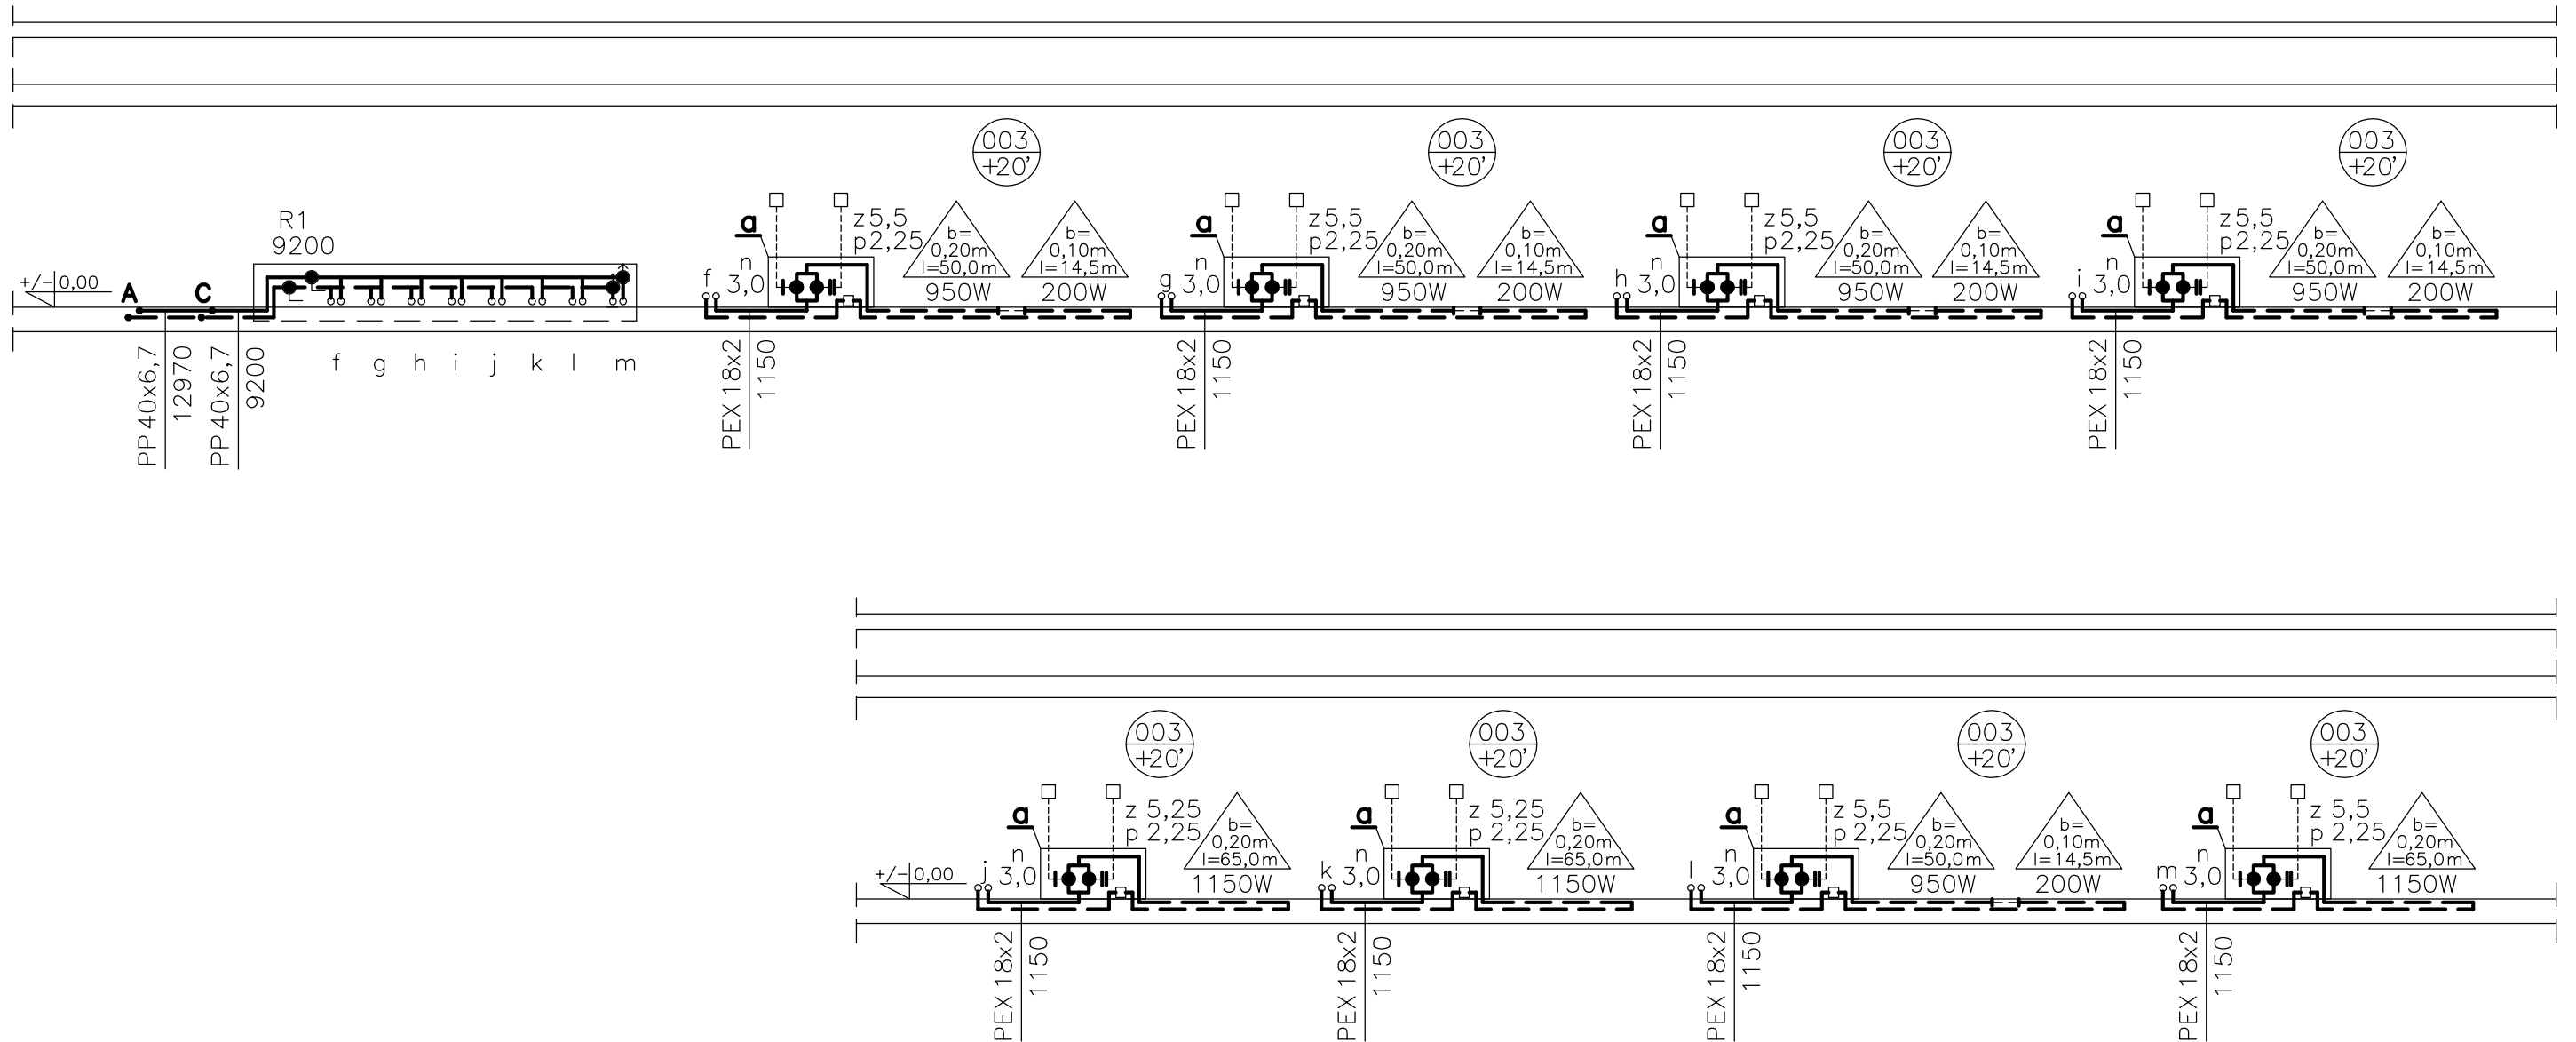 003
+20'
003
+20'
003
+20'
003
+20'
R1
9200
+/- 0,00
A
C
PP 40x6,7
12970
PP 40x6,7
9200
f g h i j k l m
a
z 5,5
p 2,25
n
f 3,0
b=
0,20m
l=50,0m
950W
b=
0,10m
l=14,5m
200W
PEX 18x2
1150
a
z 5,5
p 2,25
n
g 3,0
b=
0,20m
l=50,0m
950W
b=
0,10m
l=14,5m
200W
PEX 18x2
1150
a
z 5,5
p 2,25
n
h 3,0
b=
0,20m
l=50,0m
950W
b=
0,10m
l=14,5m
200W
PEX 18x2
1150
a
z 5,5
p 2,25
n
i 3,0
b=
0,20m
l=50,0m
950W
b=
0,10m
l=14,5m
200W
PEX 18x2
1150
003
+20'
003
+20'
003
+20'
003
+20'
+/- 0,00
a
z 5,25
p 2,25
n
j 3,0
b=
0,20m
l=65,0m
1150W
PEX 18x2
1150
a
z 5,25
p 2,25
n
k 3,0
b=
0,20m
l=65,0m
1150W
PEX 18x2
1150
a
z 5,5
p 2,25
n
l 3,0
b=
0,20m
l=50,0m
950W
b=
0,10m
l=14,5m
200W
PEX 18x2
1150
a
z 5,5
p 2,25
n
m 3,0
b=
0,20m
l=65,0m
1150W
PEX 18x2
1150